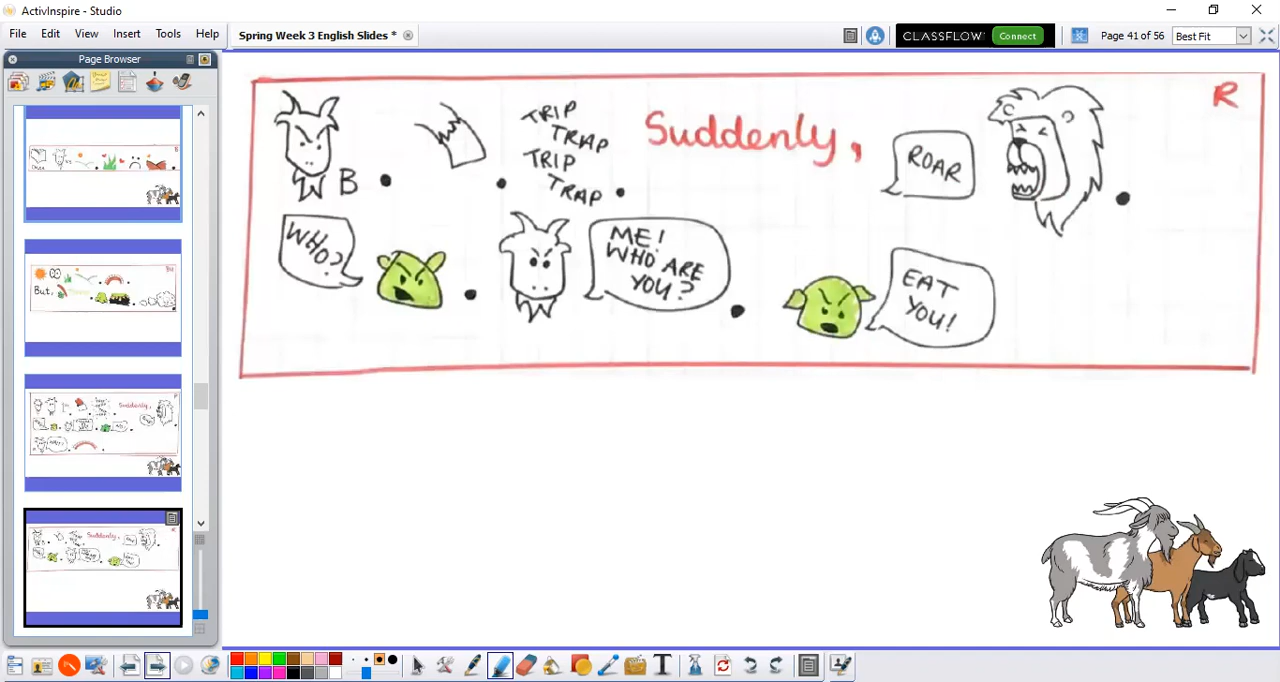 ActivInspire - Studio
File Edit View Insert Tools Help
Spring Week 3 English Slides *
CLASSFLOW Connect
Page 41 of 56
Best Fit
Page Browser
But,
Suddenly,
Suddenly,
R
B
TRIP
TRAP
TRIP
TRAP
Suddenly,
ROAR
WHO?
ME!
WHO ARE
YOU?
EAT
YOU!